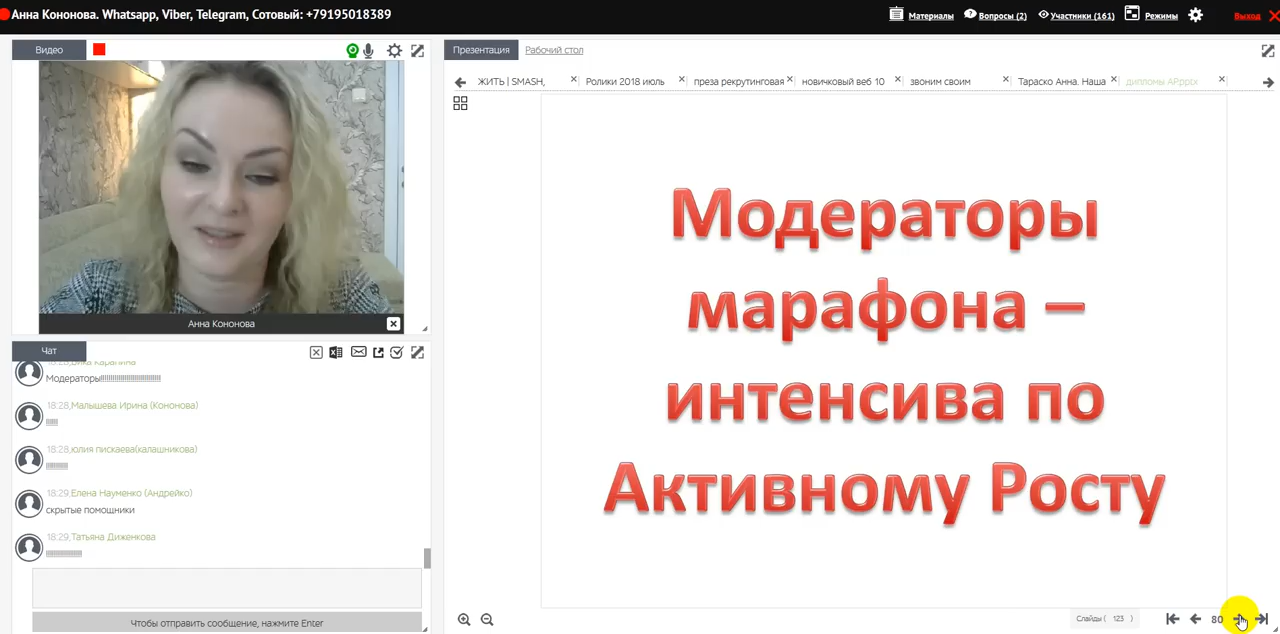 Анна Кононова. Whatsapp, Viber, Telegram, Сотовый: +79195018389
Материалы Вопросы (2) Участники (161) Режимы Выход
Видео
Презентация Рабочий стол
ЖИТЬ | SMASH, Ролики 2018 июль преза рекрутинговая новичковый веб 10 звоним своим Тараско Анна. Наша дипломы АР.pptx
Анна Кононова
Модераторы
марафона –
интенсива по
Активному Росту
Чат
Модераторы!!!!!!!!!!!!!!!!!!!!!!!!!!!!!!
18:28, Малышева Ирина (Кононова)
!!!!!!
18:28, юлия пискаева(калашникова)
!!!!!!!!!!!
18:29, Елена Науменко (Андрейко)
скрытые помощники
18:29, Татьяна Диженкова
!!!!!!!!!!!!!!!!!!
Чтобы отправить сообщение, нажмите Enter
Слайды ( 123 ) 80